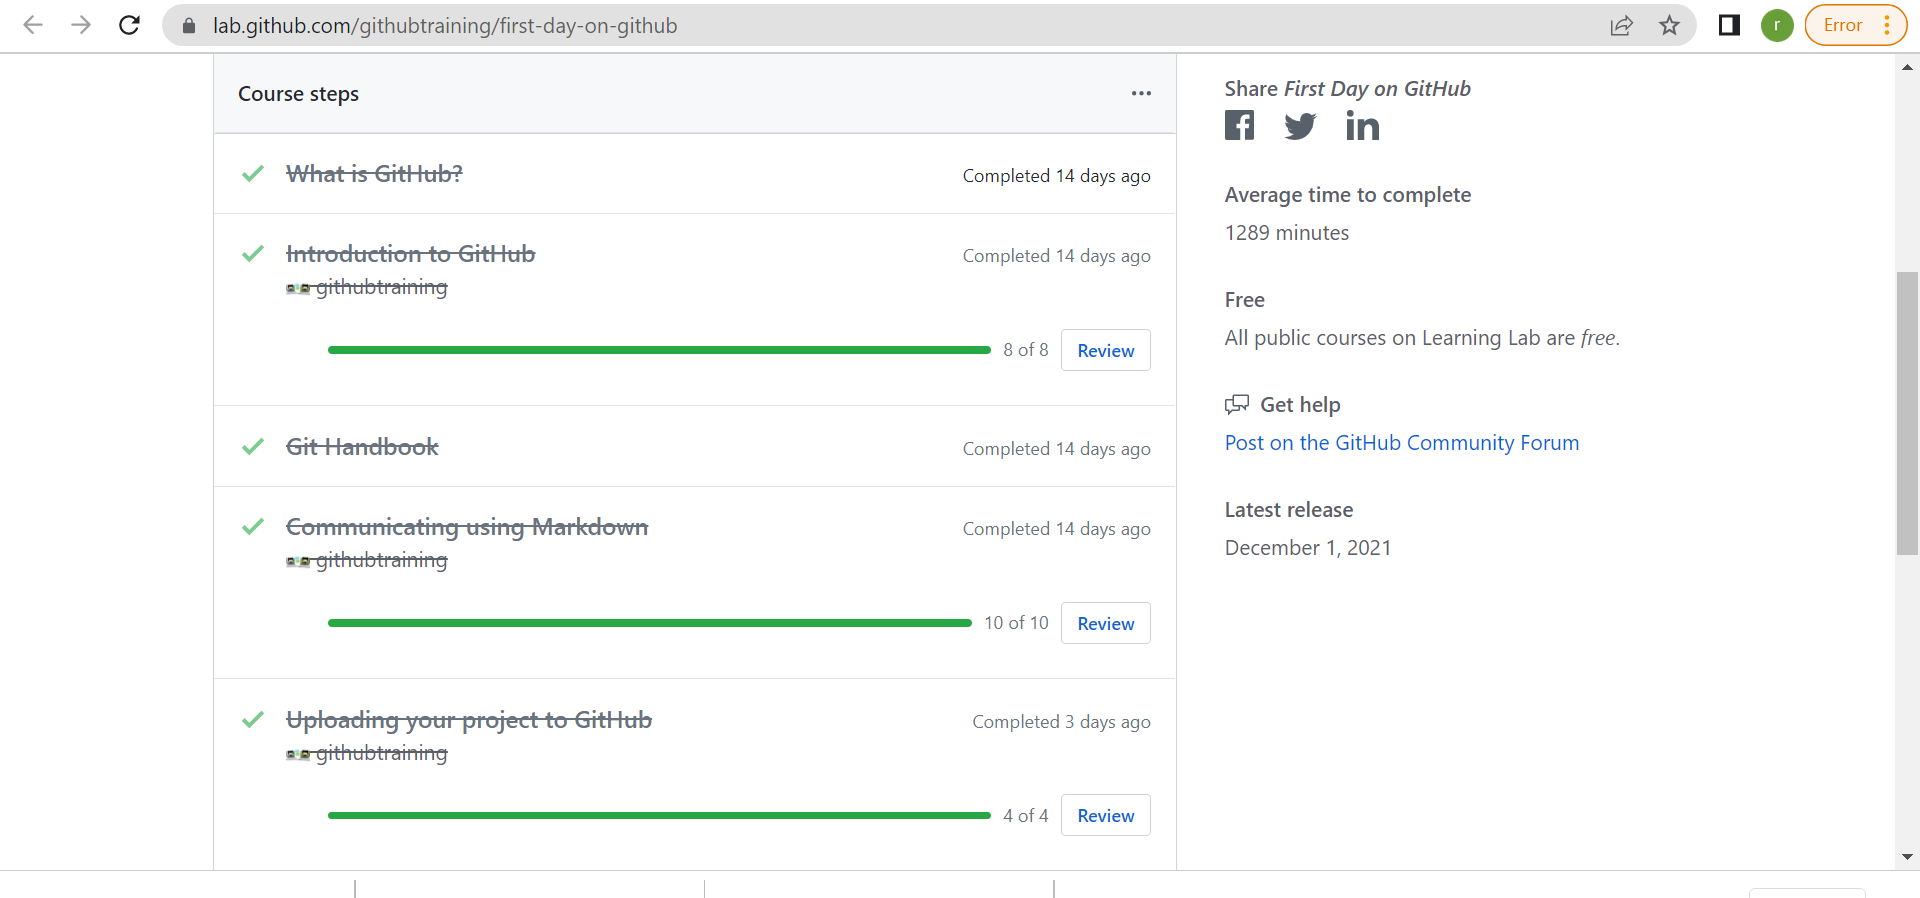 lab.github.com/githubtraining/first-day-on-github
r
Error
Course steps
What is GitHub?
Completed 14 days ago
Introduction to GitHub
Completed 14 days ago
githubtraining
8 of 8
Review
Git Handbook
Completed 14 days ago
Communicating using Markdown
Completed 14 days ago
githubtraining
10 of 10
Review
Uploading your project to GitHub
Completed 3 days ago
githubtraining
4 of 4
Review
Share First Day on GitHub
Average time to complete
1289 minutes
Free
All public courses on Learning Lab are free.
Get help
Post on the GitHub Community Forum
Latest release
December 1, 2021